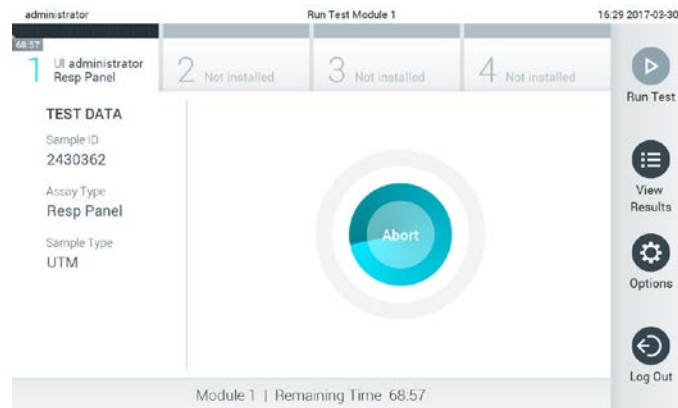 administrator Run Test Module 1 16:29 2017-03-30
68:57
1 UI administrator
Resp Panel
2 Not installed
3 Not installed
4 Not installed
Run Test
TEST DATA
Sample ID
2430362
Assay Type
Resp Panel
Sample Type
UTM
Abort
View
Results
Options
Log Out
Module 1 | Remaining Time 68:57